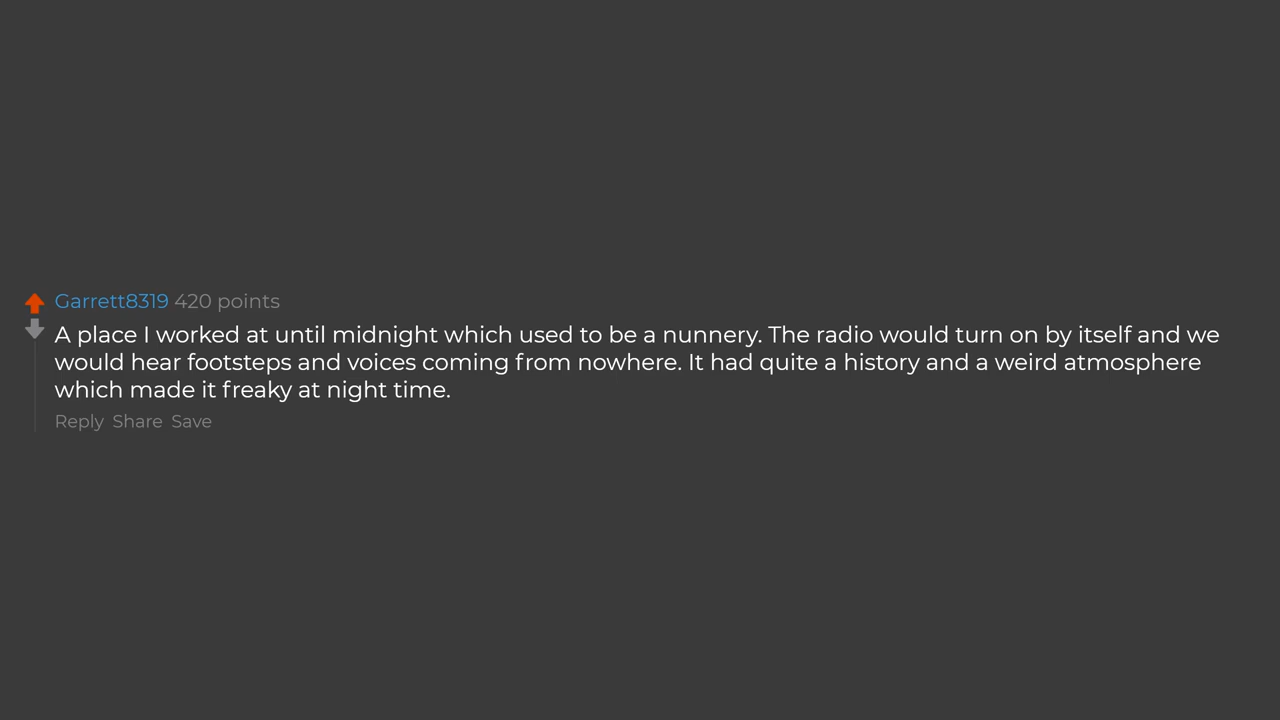 Garrett8319 420 points
A place I worked at until midnight which used to be a nunnery. The radio would turn on by itself and we
would hear footsteps and voices coming from nowhere. It had quite a history and a weird atmosphere
which made it freaky at night time.
Reply Share Save